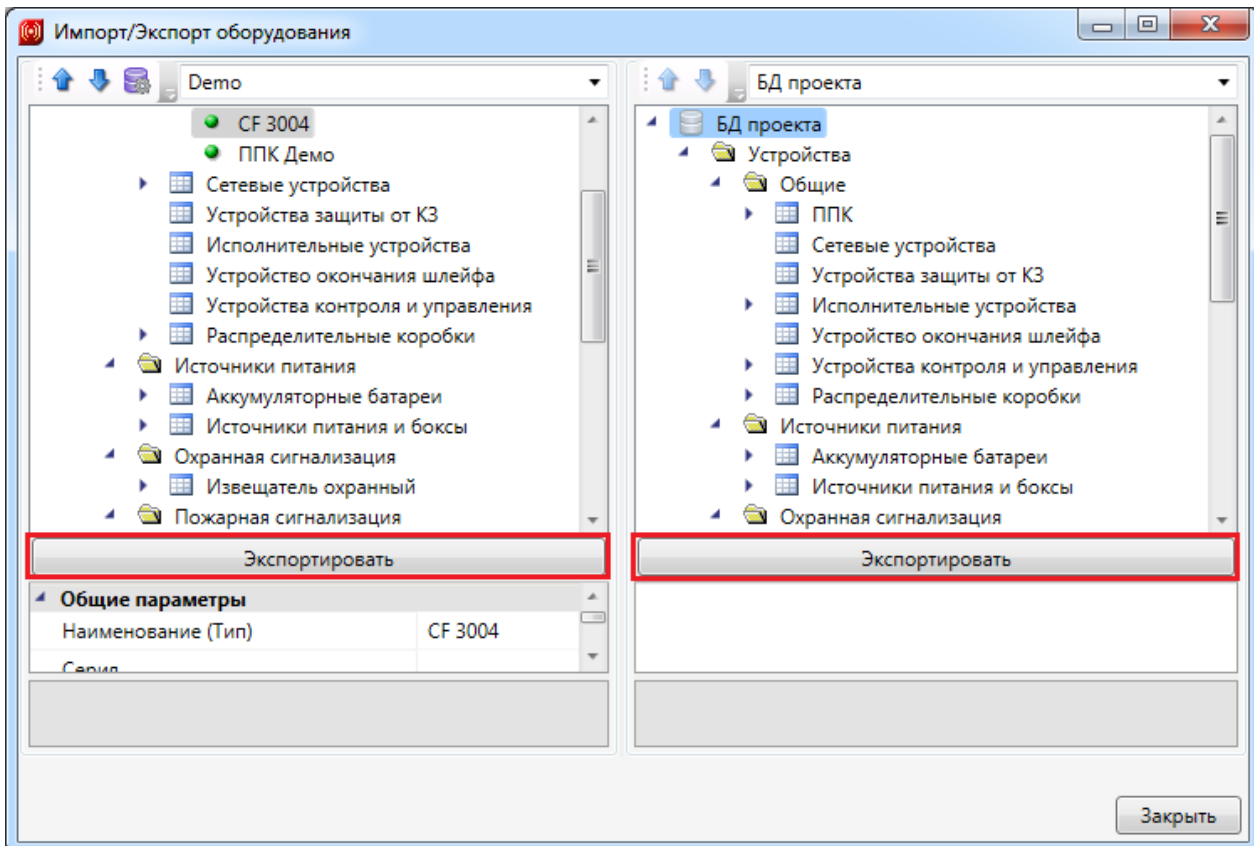 Импорт/Экспорт оборудования
Demo
CF 3004
ППК Демо
Сетевые устройства
Устройства защиты от КЗ
Исполнительные устройства
Устройство окончания шлейфа
Устройства контроля и управления
Распределительные коробки
Источники питания
Аккумуляторные батареи
Источники питания и боксы
Охранная сигнализация
Извещатель охранный
Пожарная сигнализация
Экспортировать
Общие параметры
Наименование (Тип) CF 3004
Серия
БД проекта
БД проекта
Устройства
Общие
ППК
Сетевые устройства
Устройства защиты от КЗ
Исполнительные устройства
Устройство окончания шлейфа
Устройства контроля и управления
Распределительные коробки
Источники питания
Аккумуляторные батареи
Источники питания и боксы
Охранная сигнализация
Экспортировать
Закрыть